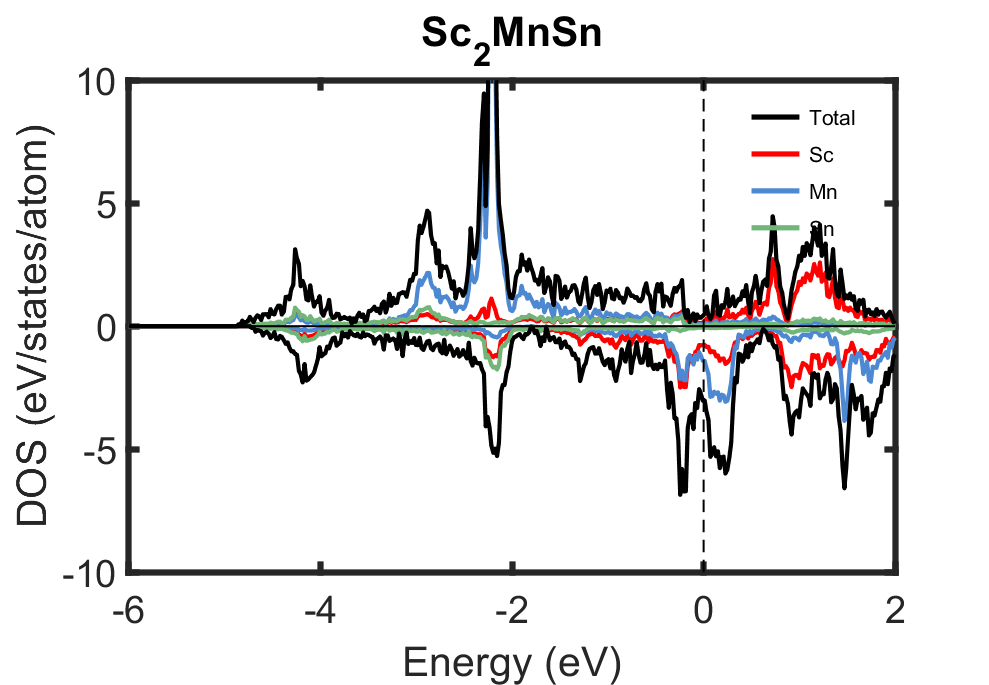 Sc2MnSn
DOS (eV/states/atom)
10
5
0
-5
-10
Total
Sc
Mn
Sn
-6 -4 -2 0 2
Energy (eV)